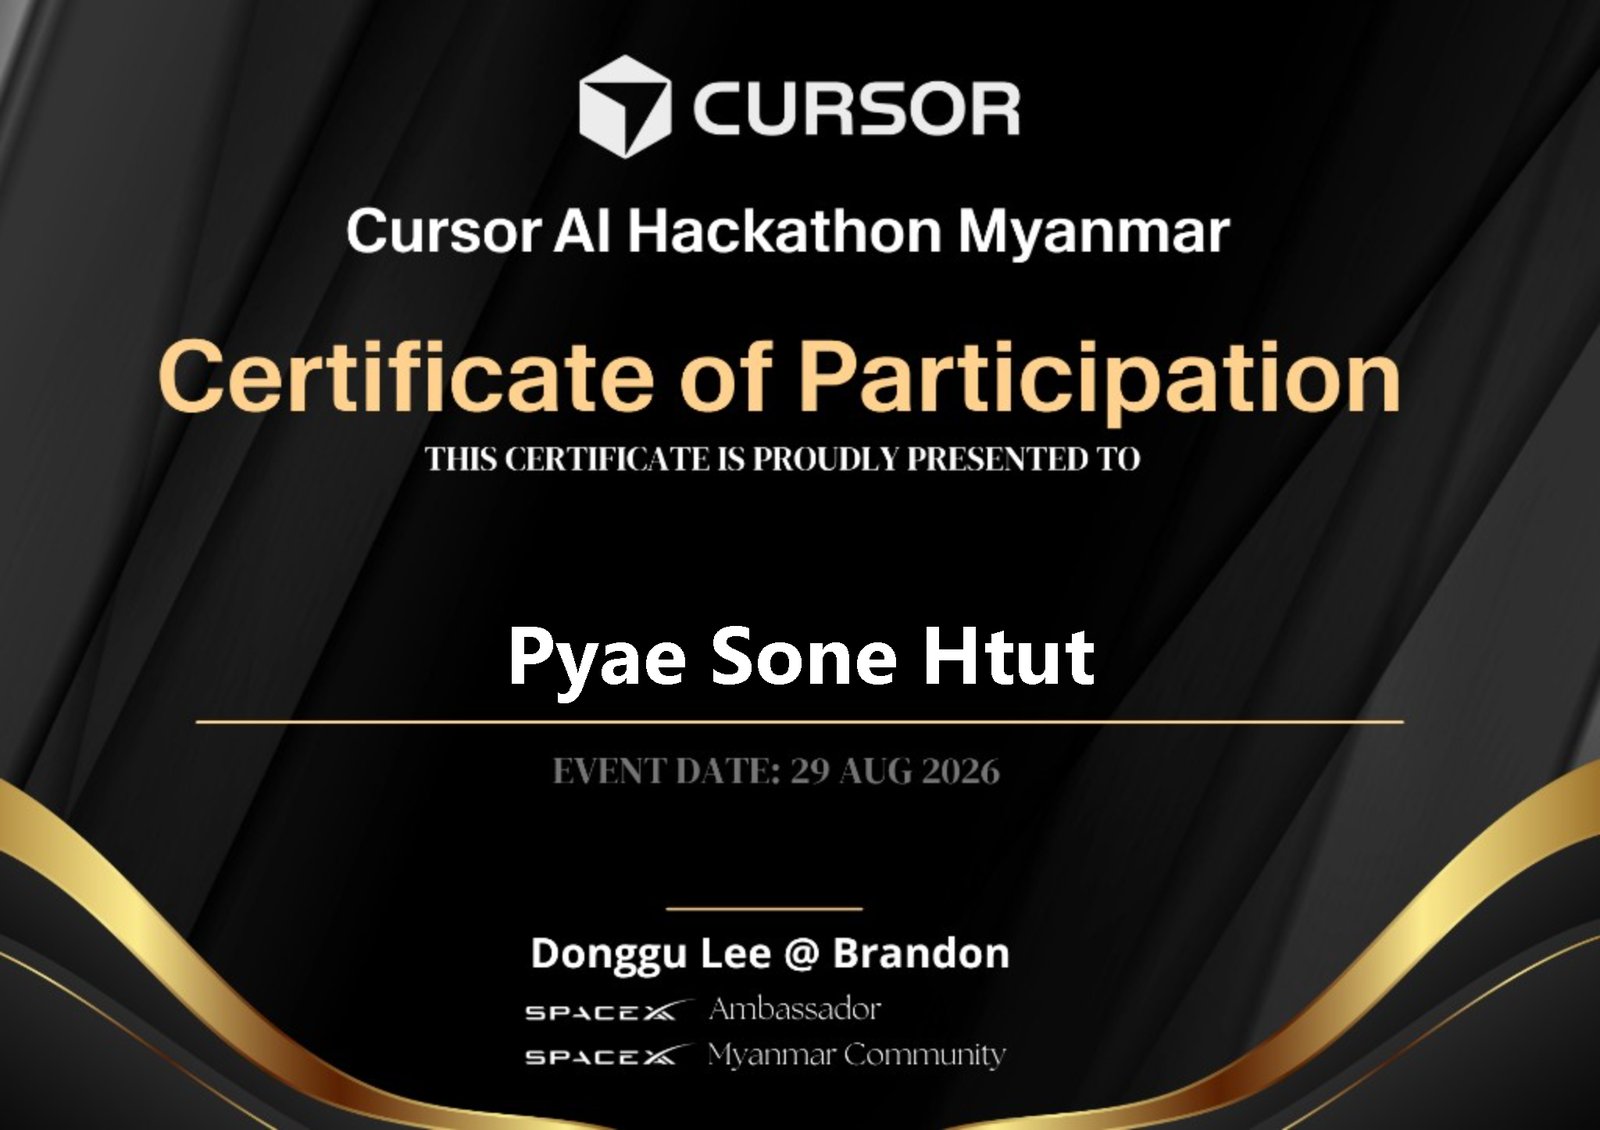 CURSOR
Cursor AI Hackathon Myanmar
Certificate of Participation
THIS CERTIFICATE IS PROUDLY PRESENTED TO
Pyae Sone Htut
EVENT DATE: 29 AUG 2026
Donggu Lee @ Brandon
SPACEX Ambassador
SPACEX Myanmar Community